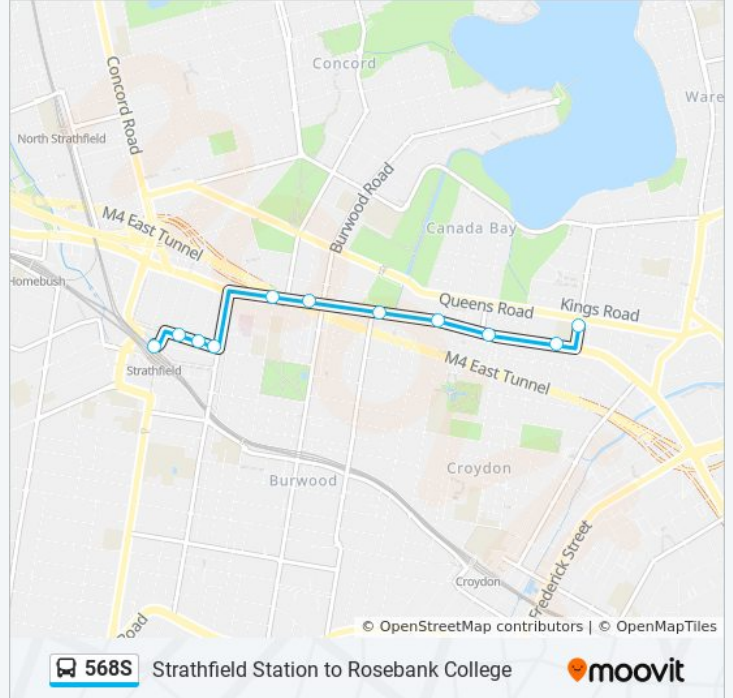 Concord
Concord Road
Ware
North Strathfield
Burwood Road
M4 East Tunnel
Canada Bay
Homebush
Queens Road
Kings Road
Strathfield
M4 East Tunnel
Croydon
Burwood
Frederick Street
Croydon
Road
© OpenStreetMap contributors | © OpenMapTiles
568S Strathfield Station to Rosebank College
moovit